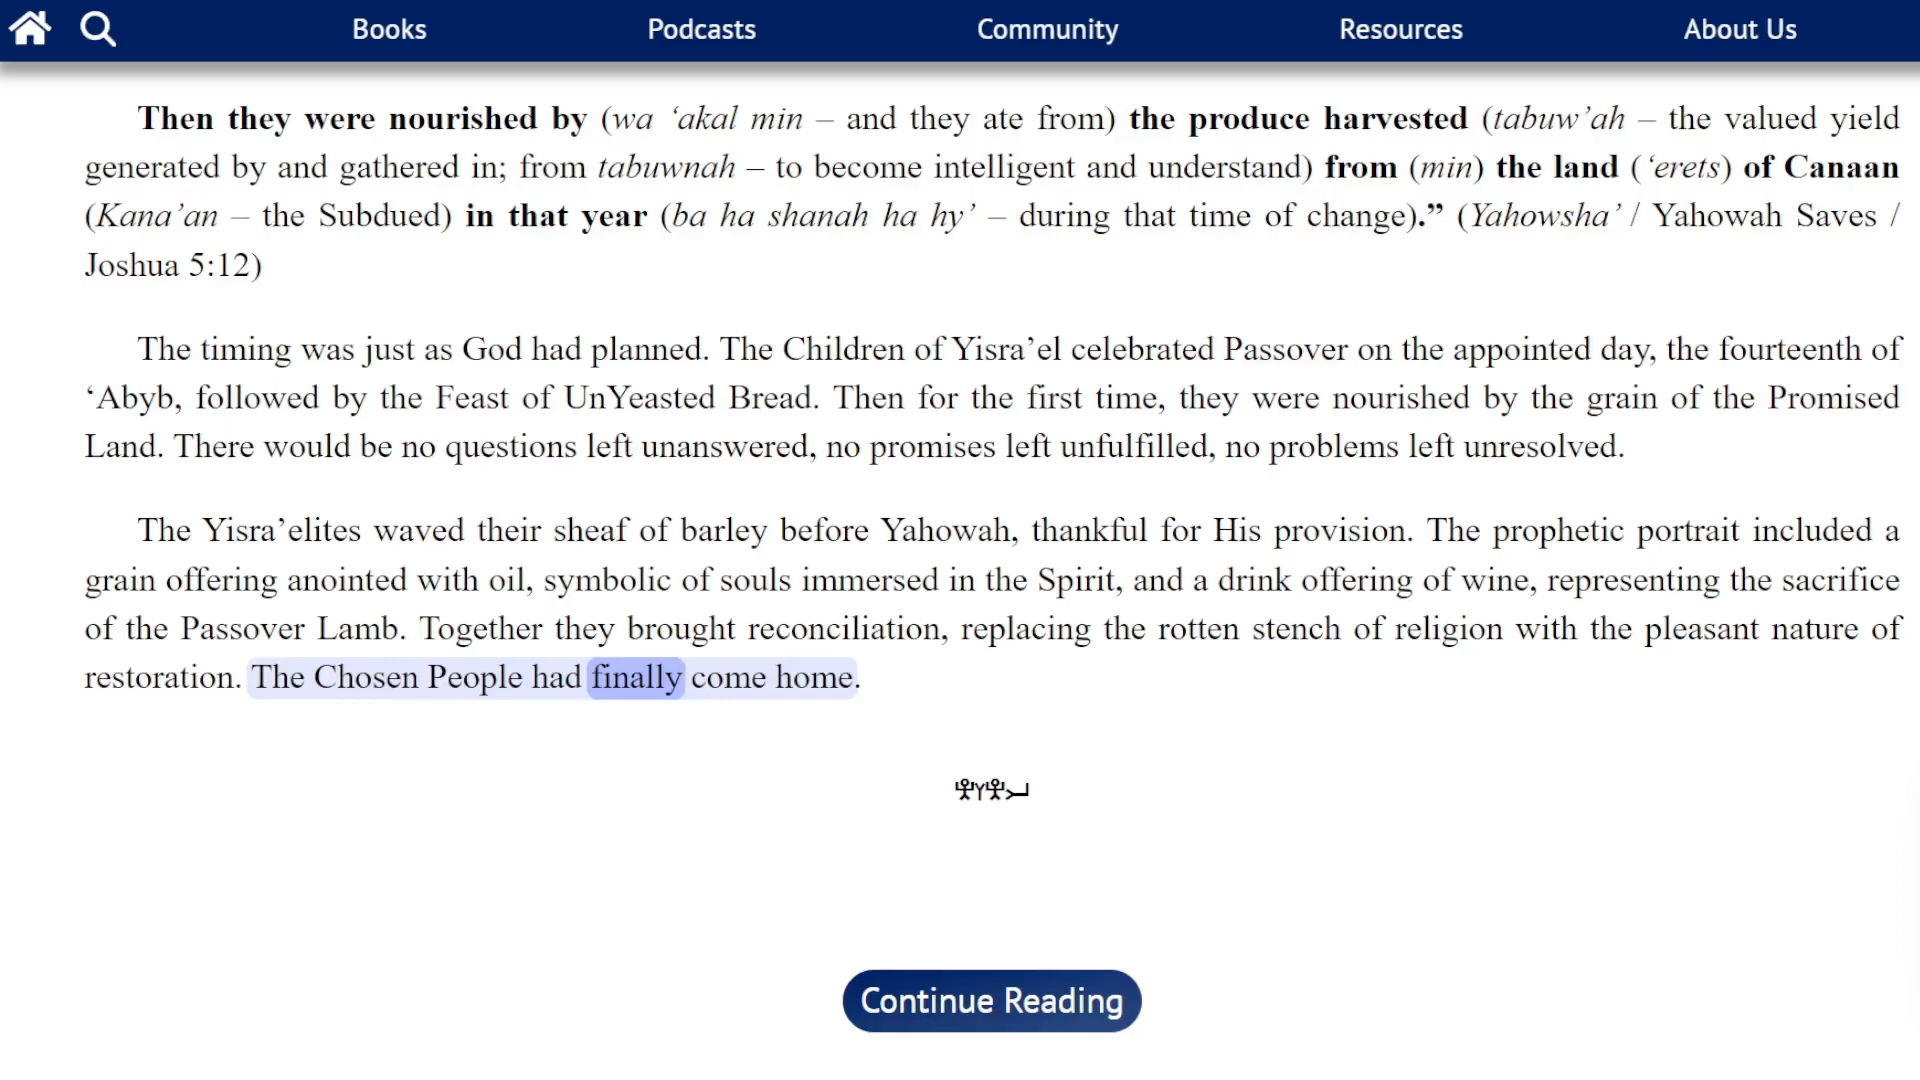 Books Podcasts Community Resources About Us
Then they were nourished by (wa ‘akal min – and they ate from) the produce harvested (tabuw’ah – the valued yield
generated by and gathered in; from tabuwnah – to become intelligent and understand) from (min) the land (‘erets) of Canaan
(Kana’an – the Subdued) in that year (ba ha shanah ha hy’ – during that time of change).” (Yahowsha’ / Yahowah Saves /
Joshua 5:12)
The timing was just as God had planned. The Children of Yisra’el celebrated Passover on the appointed day, the fourteenth of
‘Abyb, followed by the Feast of UnYeasted Bread. Then for the first time, they were nourished by the grain of the Promised
Land. There would be no questions left unanswered, no promises left unfulfilled, no problems left unresolved.
The Yisra’elites waved their sheaf of barley before Yahowah, thankful for His provision. The prophetic portrait included a
grain offering anointed with oil, symbolic of souls immersed in the Spirit, and a drink offering of wine, representing the sacrifice
of the Passover Lamb. Together they brought reconciliation, replacing the rotten stench of religion with the pleasant nature of
restoration. The Chosen People had finally come home.
Continue Reading